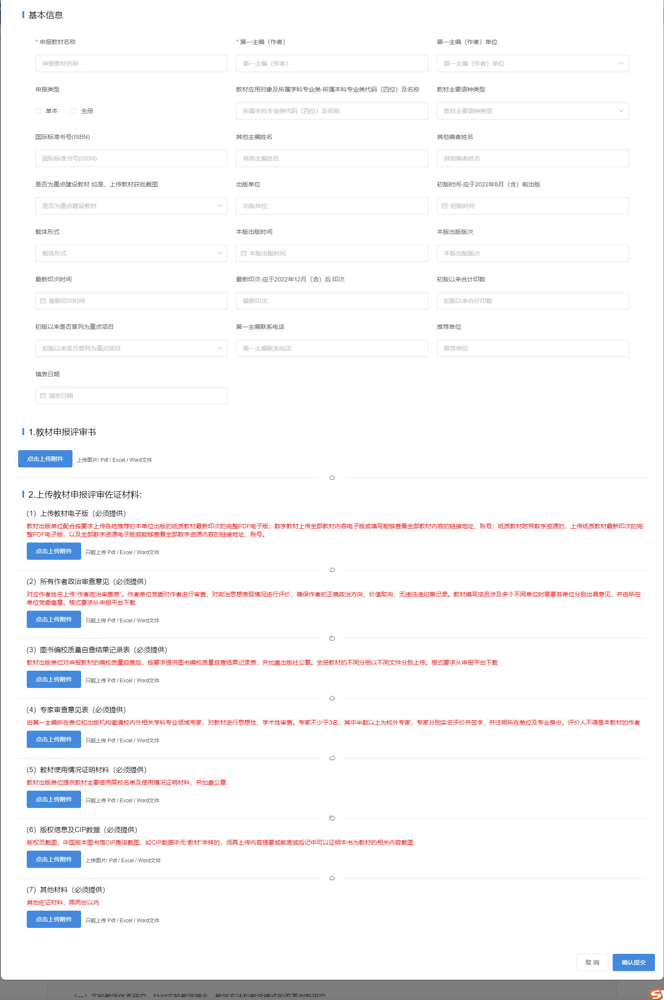 基本信息
* 申报教材名称
* 第一主编（作者）
第一主编（作者）单位
申报教材名称
第一主编（作者）
第一主编（作者）单位
申报类型
教材应用对象及所属学科专业类-所属本科专业类代码（四位）及名称
教材主要语种类型
单本
全册
所属本科专业类代码（四位）及名称
教材主要语种类型
国际标准书号(ISBN)
其他主编姓名
其他编者姓名
国际标准书号(ISBN)
其他主编姓名
其他编者姓名
是否为重点建设教材 如是，上传教材获批截图
出版单位
初版时间-应于2022年8月（含）前出版
是否为重点建设教材
出版单位
初版时间
载体形式
本版出版时间
本版出版版次
载体形式
本版出版时间
本版出版版次
最新印次时间
最新印次-应于2022年12月（含）后 印次
初版以来合计印数
最新印次时间
最新印次
初版以来合计印数
初版以来是否曾列为重点项目
第一主编联系电话
推荐单位
初版以来是否曾列为重点项目
第一主编联系电话
推荐单位
填表日期
填表日期
1.教材申报评审书
点击上传附件
上传图片/ Pdf / Excel / Word文件
2.上传教材申报评审佐证材料:
（1）上传教材电子版（必须提供）
教材出版单位配合按要求上传各地推荐的本单位出版的纸质教材最新印次的完整PDF电子版；数字教材上传全部教材内容电子版或填写能够查看全部教材内容的链接地址、账号；纸质教材附带数字资源的，上传纸质教材最新印次的完
整PDF电子版，以及全部数字资源电子版或能够查看全部数字资源内容的链接地址、账号。
点击上传附件
只能上传 Pdf / Excel / Word文件
（2）所有作者政治审查意见（必须提供）
对应作者姓名上传“作者政治审查表”。作者单位党委对作者进行审查，对政治思想表现情况进行评价，确保作者的正确政治方向、价值取向，无违法违纪等记录。教材编写成员涉及多个不同单位时需要各单位分别出具意见，并由所在
单位党委盖章，格式要求从申报平台下载
点击上传附件
只能上传 Pdf / Excel / Word文件
（3）图书编校质量自查结果记录表（必须提供）
教材出版单位对申报教材的编校质量自查后，按要求提供图书编校质量自查结果记录表，并加盖出版社公章。全册教材的不同分册以不同文件分别上传。格式要求从申报平台下载
点击上传附件
只能上传 Pdf / Excel / Word文件
（4）专家审查意见表（必须提供）
由第一主编所在单位和出版机构邀请校内外相关学科专业领域专家，对教材进行思想性、学术性审查。专家不少于3名，其中半数以上为校外专家，专家分别实名评价并签字，并注明所在单位及专业身份。评价人不得是本教材的作者
点击上传附件
只能上传 Pdf / Excel / Word文件
（5）教材使用情况证明材料（必须提供）
教材出版单位提供教材主要使用高校名单及使用情况证明材料，并加盖公章
点击上传附件
只能上传 Pdf / Excel / Word文件
（6）版权信息及CIP数据（必须提供）
版权页截图，中国版本图书馆CIP查询截图，如CIP数据中无“教材”字样的，须再上传内容提要或前言或后记中可以证明本书为教材的相关内容截图
点击上传附件
上传图片/ Pdf / Excel / Word文件
（7）其他材料（必须提供）
其他佐证材料，限两份以内
点击上传附件
只能上传 Pdf / Excel / Word文件
取 消
确认提交
（一）实验教学体系研究。针对实验教学理念、教学方法和教学模式的改革创新研究